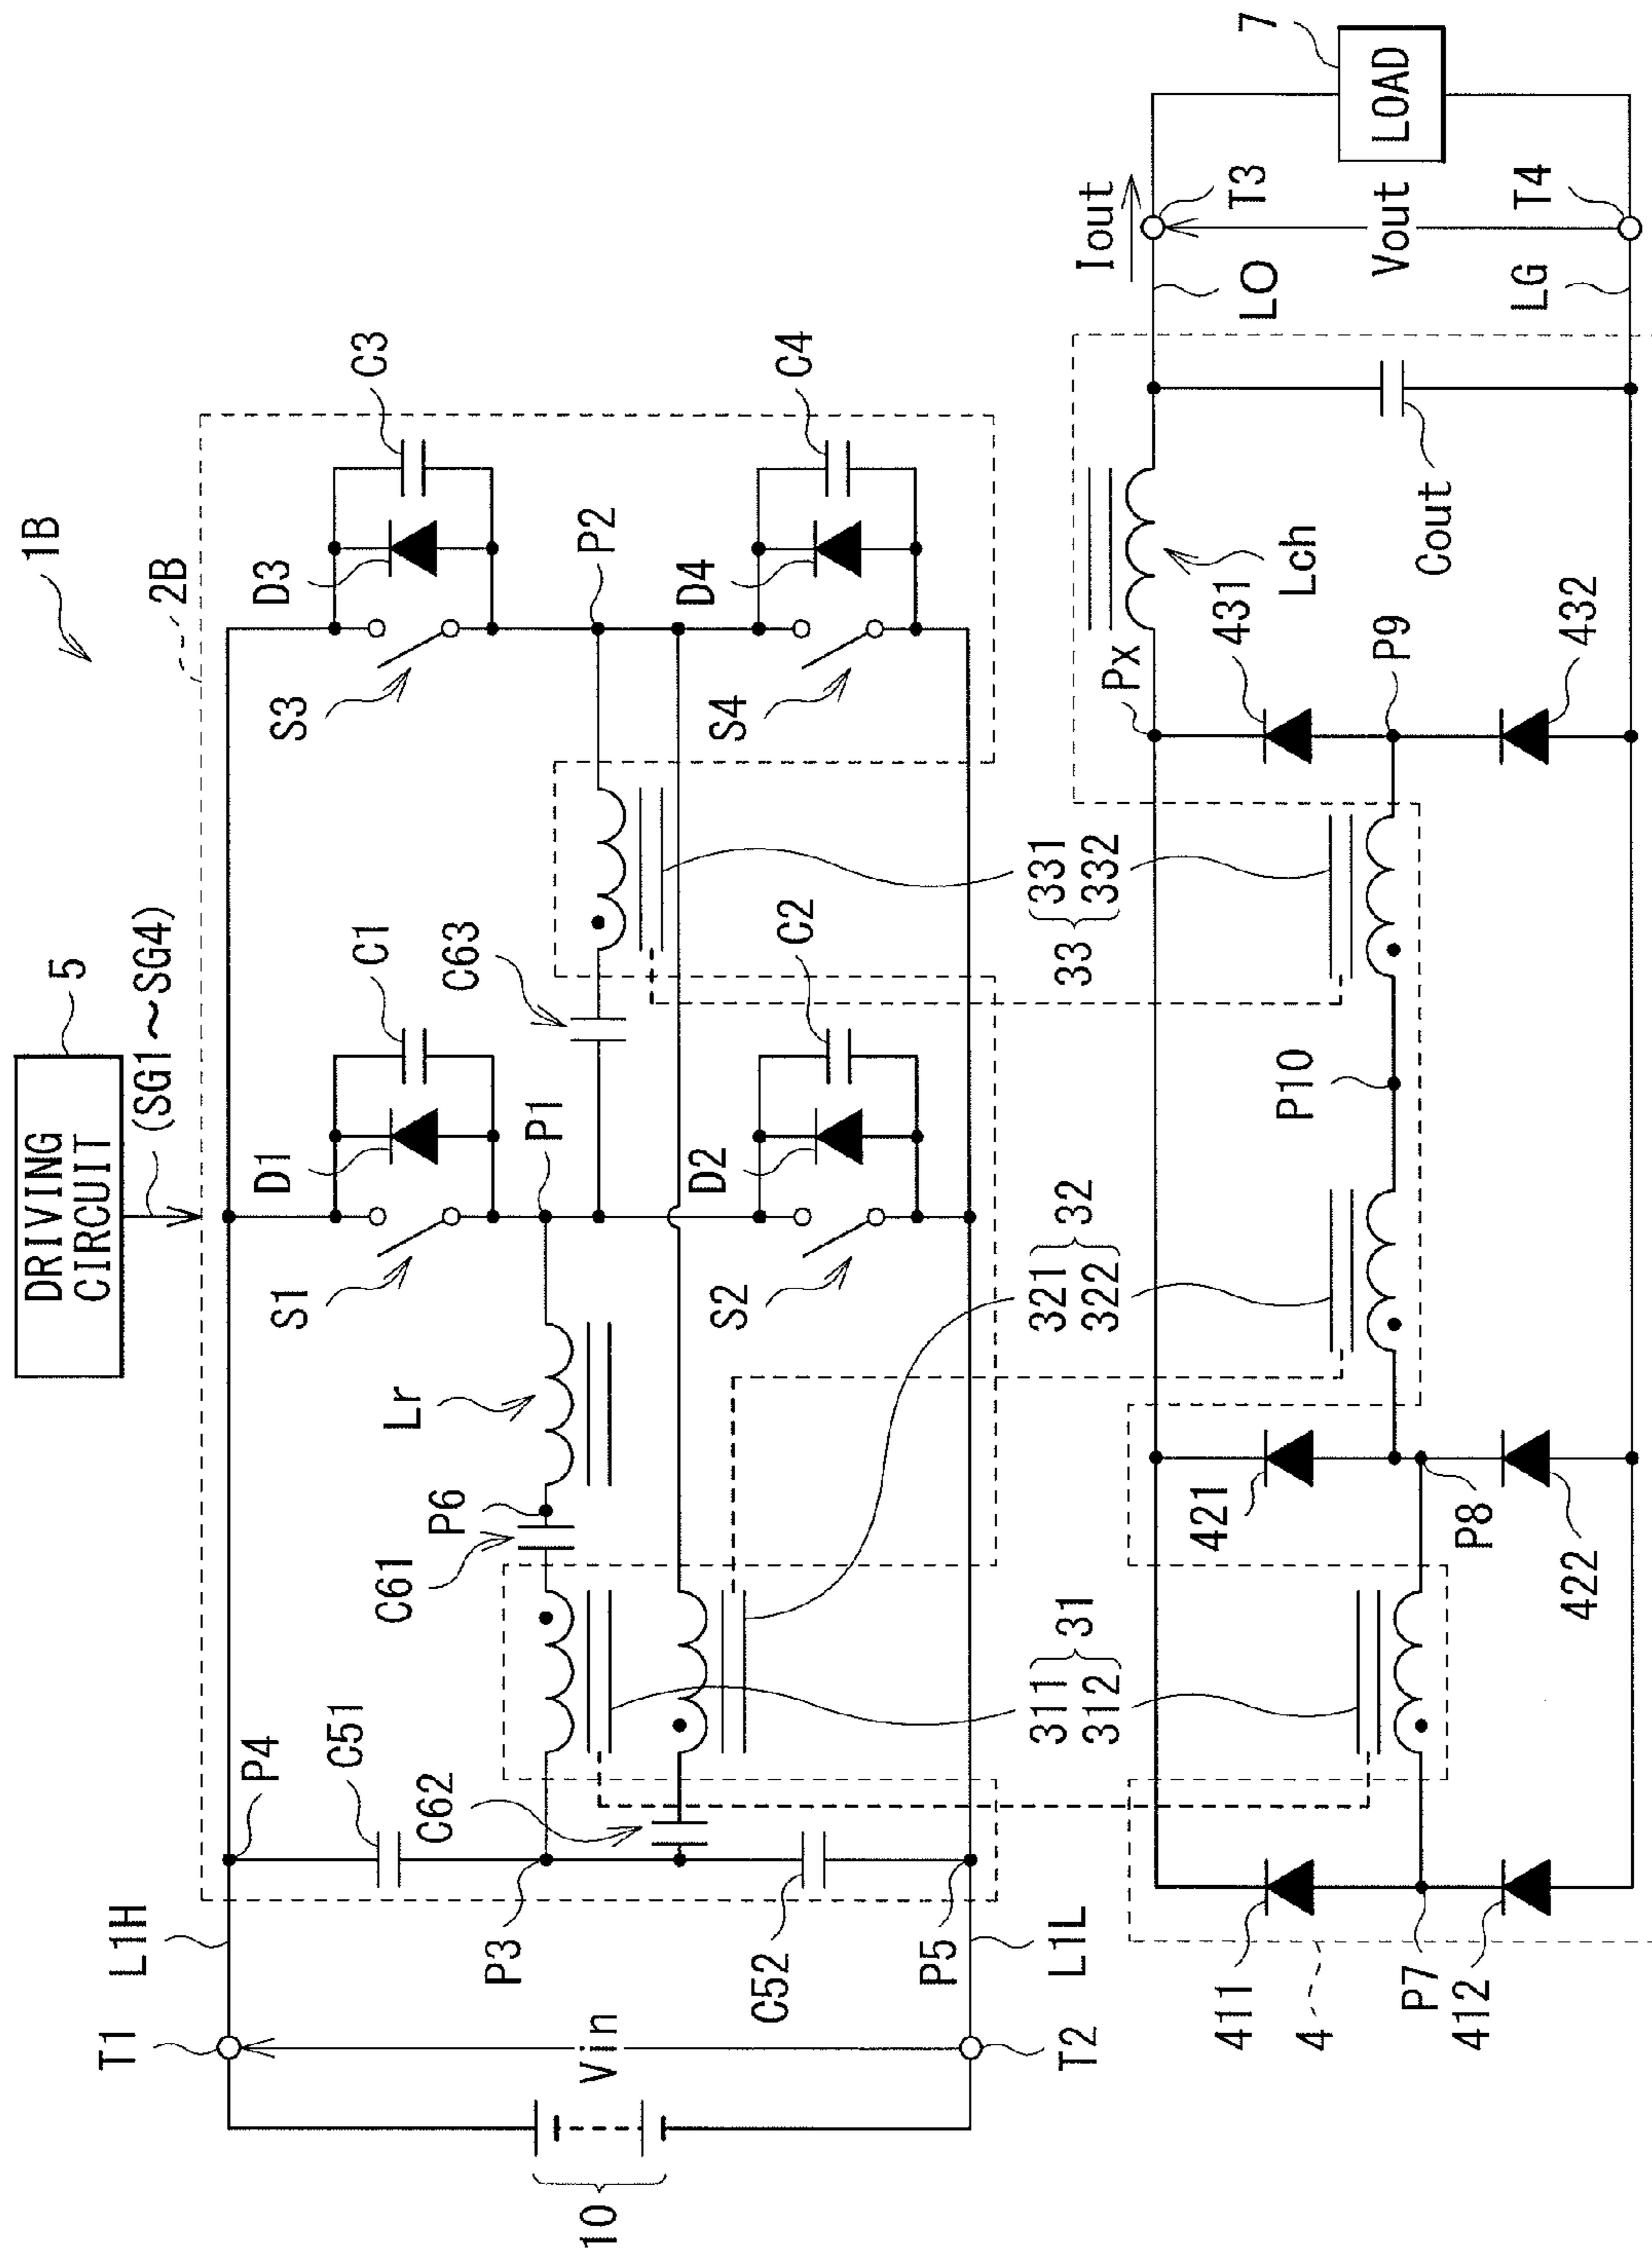 1B
5
DRIVING
CIRCUIT
(SG1～SG4)
2B
D1
C1
D3
C3
S1
S3
P4
L1H
T1
C51
P1
P2
C61
P6
Lr
C63
C62
D2
C2
D4
C4
S2
S4
P3
Vin
10
C52
P5
L1L
T2
311
312
31
321
322
32
33
331
332
Px
Iout
T3
LO
7
LOAD
Vout
T4
LG
411
421
431
Lch
P10
P9
Cout
4
P7
412
P8
422
432